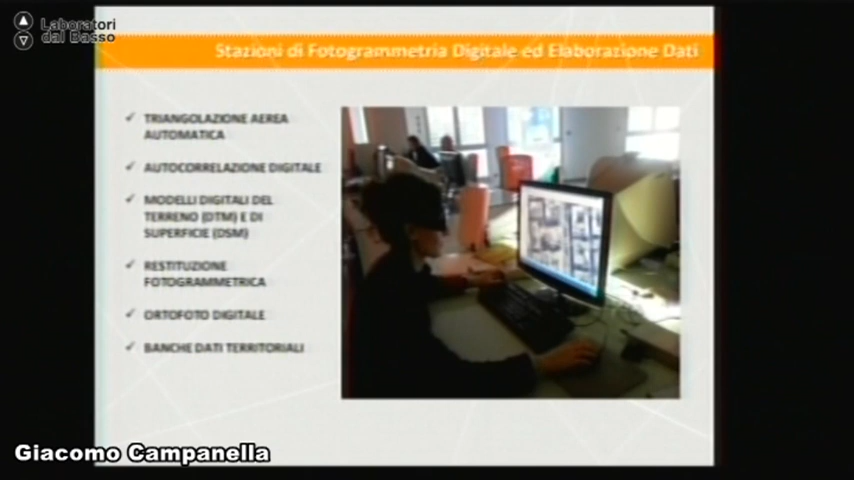 Laboratori
dal Basso
Stazioni di Fotogrammetria Digitale ed Elaborazione Dati
✓ TRIANGOLAZIONE AEREA
AUTOMATICA
✓ AUTOCORRELAZIONE DIGITALE
✓ MODELLI DIGITALI DEL
TERRENO (DTM) E DI
SUPERFICIE (DSM)
✓ RESTITUZIONE
FOTOGRAMMETRICA
✓ ORTOFOTO DIGITALE
✓ BANCHE DATI TERRITORIALI
Giacomo Campanella